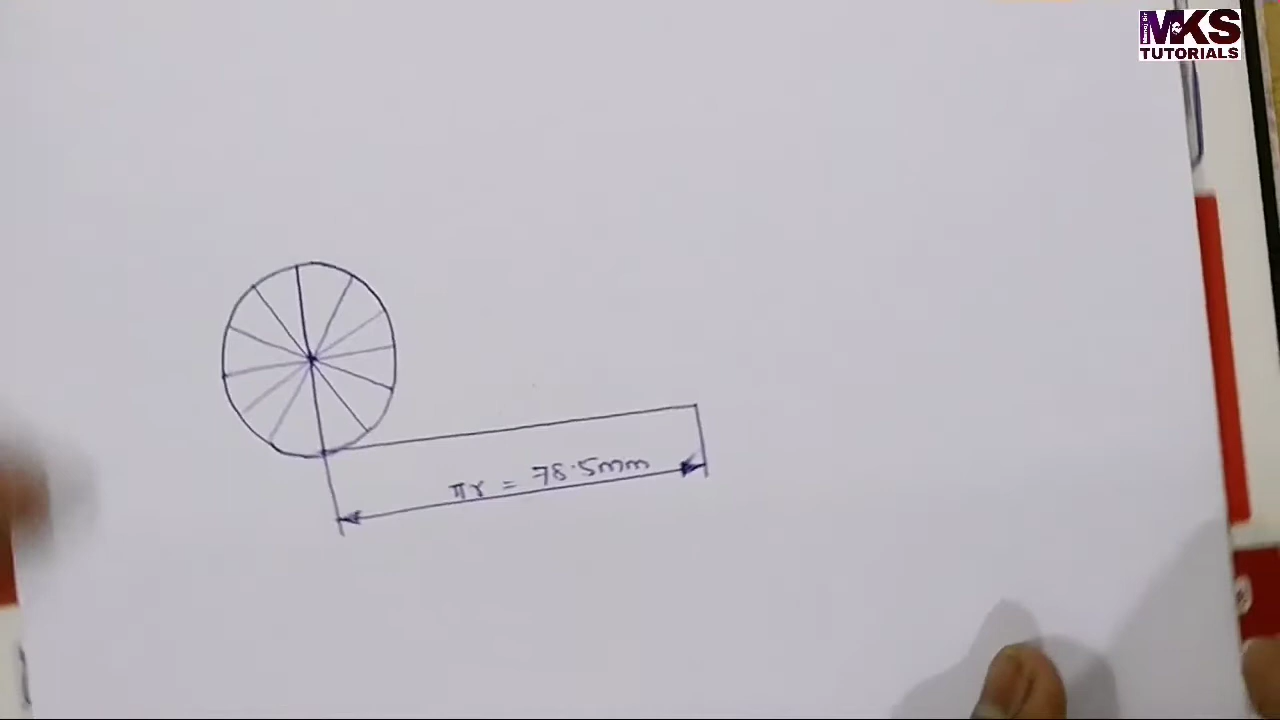 MKS
TUTORIALS
πr = 78.5mm